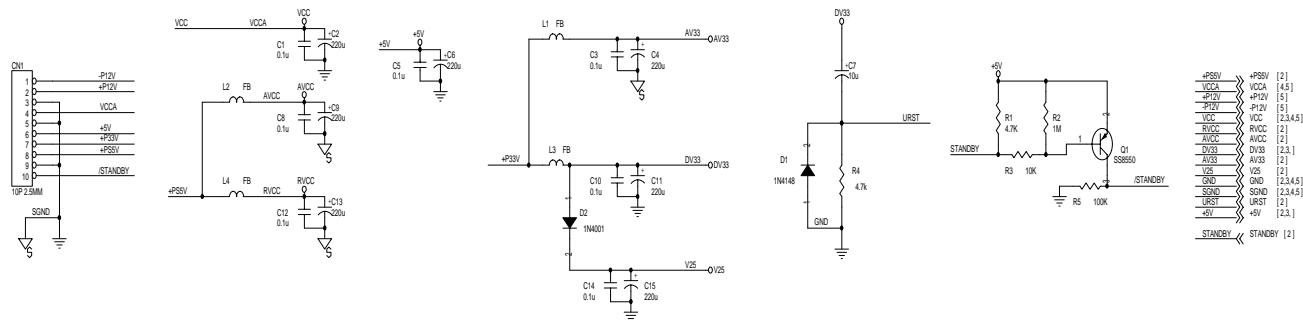 CN1
1
2
3
4
5
6
7
8
9
10
10P 2.5MM
-P12V
+P12V
VCCA
+5V
+P33V
+PS5V
/STANDBY
SGND
S
VCC
VCCA
VCC
C1
0.1u
+C2
220u
L2 FB
AVCC
AVCC
C8
0.1u
+C9
220u
S
+PS5V
L4 FB
RVCC
RVCC
C12
0.1u
+C13
220u
S
+5V
+5V
C5
0.1u
+C6
220u
L1 FB
AV33
AV33
C3
0.1u
+
C4
220u
S
+P33V
L3 FB
DV33
DV33
C10
0.1u
+
C11
220u
D2
1
2
1N4001
V25
V25
C14
0.1u
+
C15
220u
DV33
+C7
10u
URST
D1
1N4148
2
1
R4
4.7k
GND
+5V
R1
4.7K
R2
1M
STANDBY
R3 10K
1
2
3
Q1
SS8550
/STANDBY
R5 100K
+PS5V +PS5V [2]
VCCA VCCA [4,5]
+P12V +P12V [5]
-P12V -P12V [5]
VCC VCC [2,3,4,5]
RVCC RVCC [2]
AVCC AVCC [2]
DV33 DV33 [2,3,]
AV33 AV33 [2]
V25 V25 [2]
GND GND [2,3,4,5]
SGND SGND [2,3,4,5]
URST URST [2]
+5V +5V [2,3,]
STANDBY STANDBY [2]